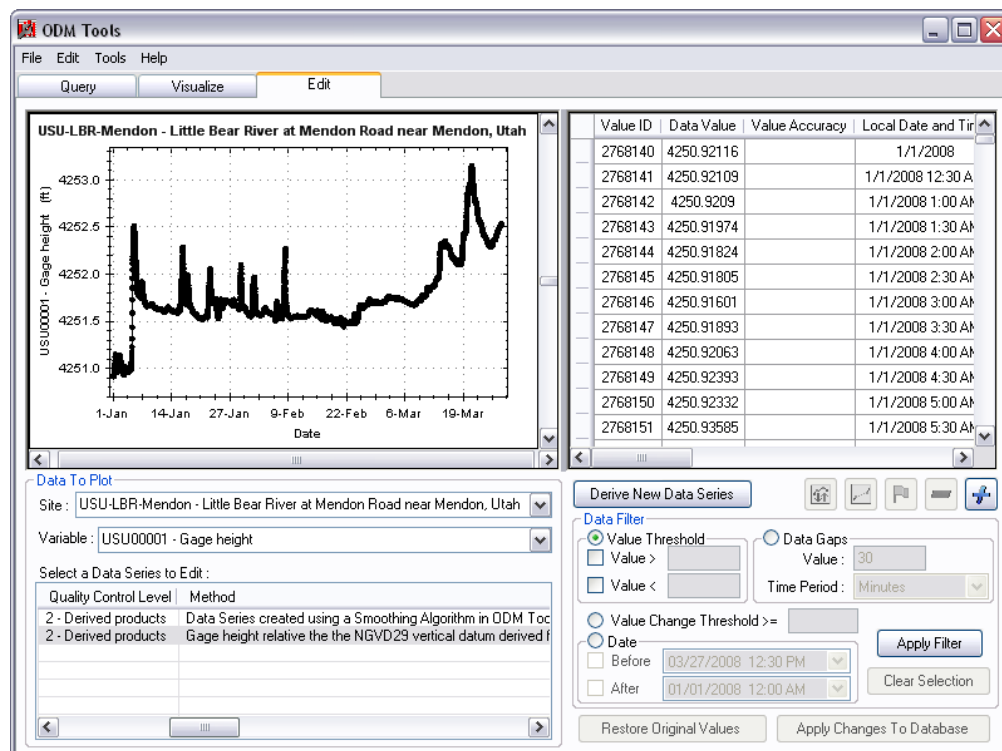 ODM Tools
File Edit Tools Help
Query Visualize Edit
USU-LBR-Mendon - Little Bear River at Mendon Road near Mendon, Utah
USU00001 - Gage height (ft)
4253.0
4252.5
4252.0
4251.5
4251.0
1-Jan 14-Jan 27-Jan 9-Feb 22-Feb 6-Mar 19-Mar
Date
Value ID Data Value Value Accuracy Local Date and Tir
2768140 4250.92116 1/1/2008
2768141 4250.92109 1/1/2008 12:30 A
2768142 4250.9209 1/1/2008 1:00 AM
2768143 4250.91974 1/1/2008 1:30 AM
2768144 4250.91824 1/1/2008 2:00 AM
2768145 4250.91805 1/1/2008 2:30 AM
2768146 4250.91601 1/1/2008 3:00 AM
2768147 4250.91893 1/1/2008 3:30 AM
2768148 4250.92063 1/1/2008 4:00 AM
2768149 4250.92393 1/1/2008 4:30 AM
2768150 4250.92332 1/1/2008 5:00 AM
2768151 4250.93585 1/1/2008 5:30 AM
Data To Plot
Site : USU-LBR-Mendon - Little Bear River at Mendon Road near Mendon, Utah
Variable : USU00001 - Gage height
Select a Data Series to Edit :
Quality Control Level Method
2 - Derived products Data Series created using a Smoothing Algorithm in ODM Toc
2 - Derived products Gage height relative the the NGVD29 vertical datum derived f
Derive New Data Series
Data Filter
Value Threshold
Value >
Value <
Data Gaps
Value : 30
Time Period : Minutes
Value Change Threshold >=
Date
Before 03/27/2008 12:30 PM
After 01/01/2008 12:00 AM
Apply Filter
Clear Selection
Restore Original Values Apply Changes To Database